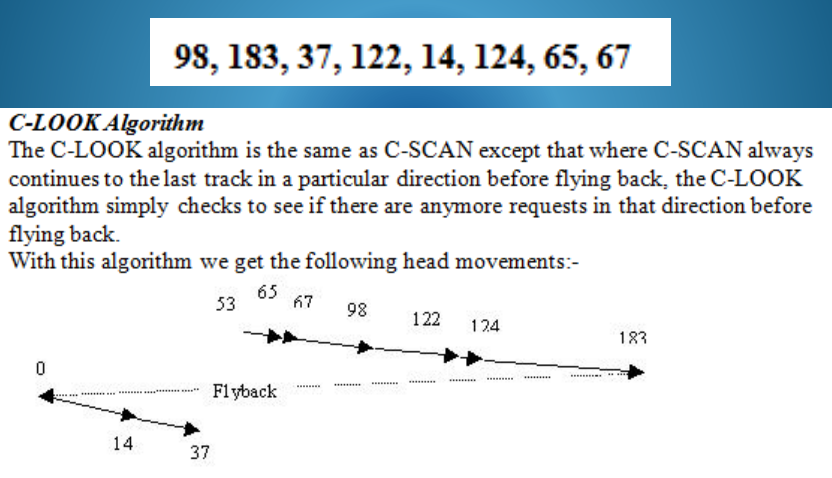 98, 183, 37, 122, 14, 124, 65, 67
C-LOOK Algorithm
The C-LOOK algorithm is the same as C-SCAN except that where C-SCAN always
continues to the last track in a particular direction before flying back, the C-LOOK
algorithm simply checks to see if there are anymore requests in that direction before
flying back.
With this algorithm we get the following head movements:-
53 65 67 98 122 124 183
0
Flyback
14 37